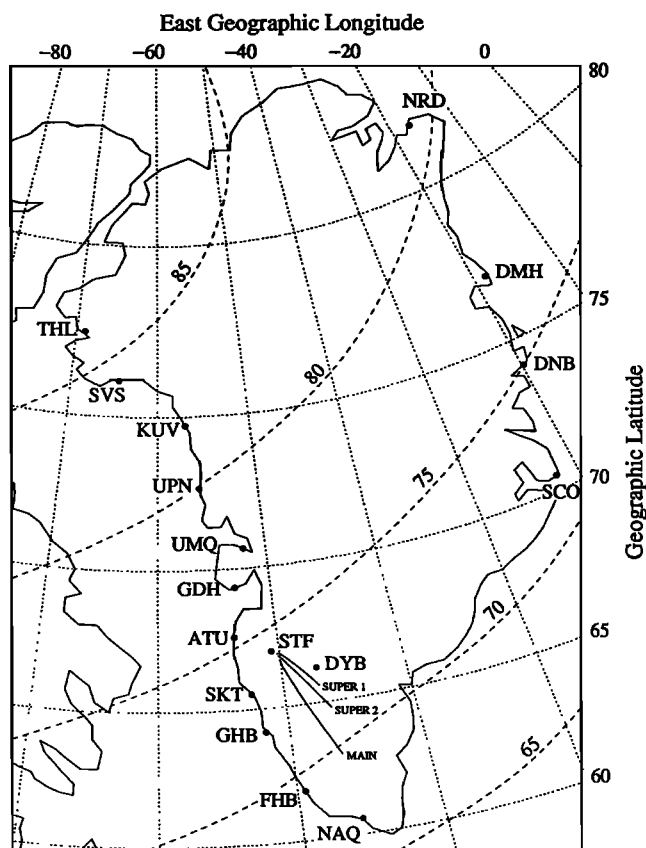 East Geographic Longitude
−80 −60 −40 −20 0 80
NRD
85
DMH
75
THL
80
DNB
SVS
KUV
75
70
UPN
SCO
UMQ
GDH
70
ATU
STF
65
DYB
SUPER 1
SKT
SUPER 2
GHB
65
MAIN
60
FHB
NAQ
Geographic Latitude